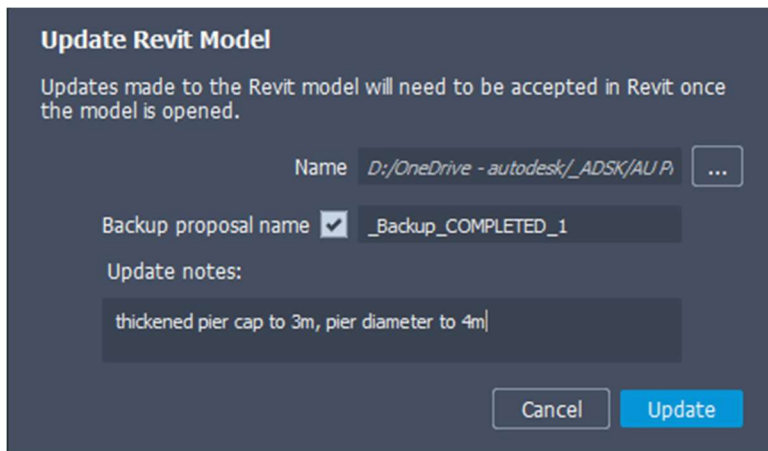 Update Revit Model
Updates made to the Revit model will need to be accepted in Revit once
the model is opened.
Name D:/OneDrive - autodesk/_ADSK/AU P ...
Backup proposal name _Backup_COMPLETED_1
Update notes:
thickened pier cap to 3m, pier diameter to 4m
Cancel Update